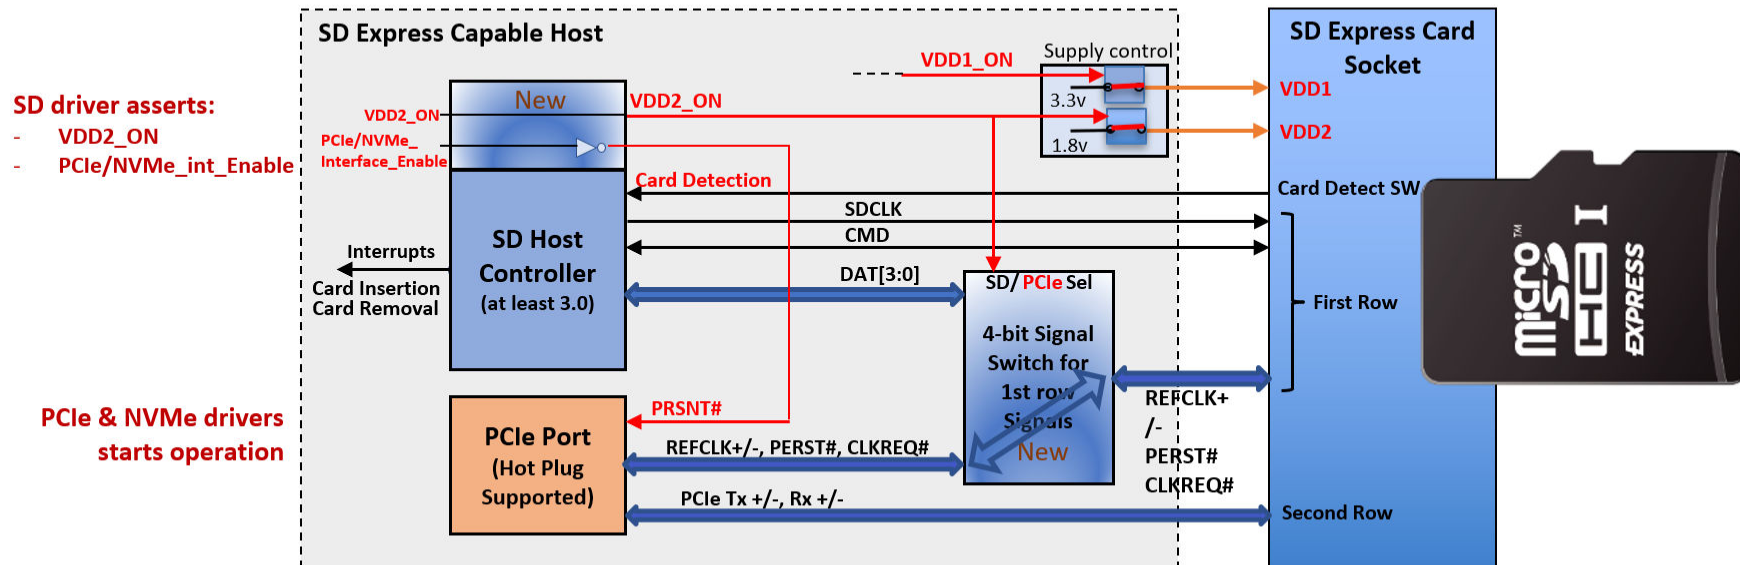 SD Express Capable Host
SD Express Card
Socket
Supply control
VDD1_ON
3.3v
VDD1
New
VDD2_ON
VDD2_ON
1.8v
VDD2
SD driver asserts:
- VDD2_ON
- PCIe/NVMe_int_Enable
PCIe/NVMe_
Interface_Enable
Card Detection
Card Detect SW
SDCLK
CMD
SD Host
Controller
(at least 3.0)
Interrupts
Card Insertion
Card Removal
DAT[3:0]
SD/PCIe Sel
4-bit Signal
Switch for
1st row
Signals
New
First Row
REFCLK+
/-
PERST#
CLKREQ#
PCIe & NVMe drivers
starts operation
PRSNT#
PCIe Port
(Hot Plug
Supported)
REFCLK+/-, PERST#, CLKREQ#
PCIe Tx +/-, Rx +/-
Second Row
micro
SD
HC I
EXPRESS
TM